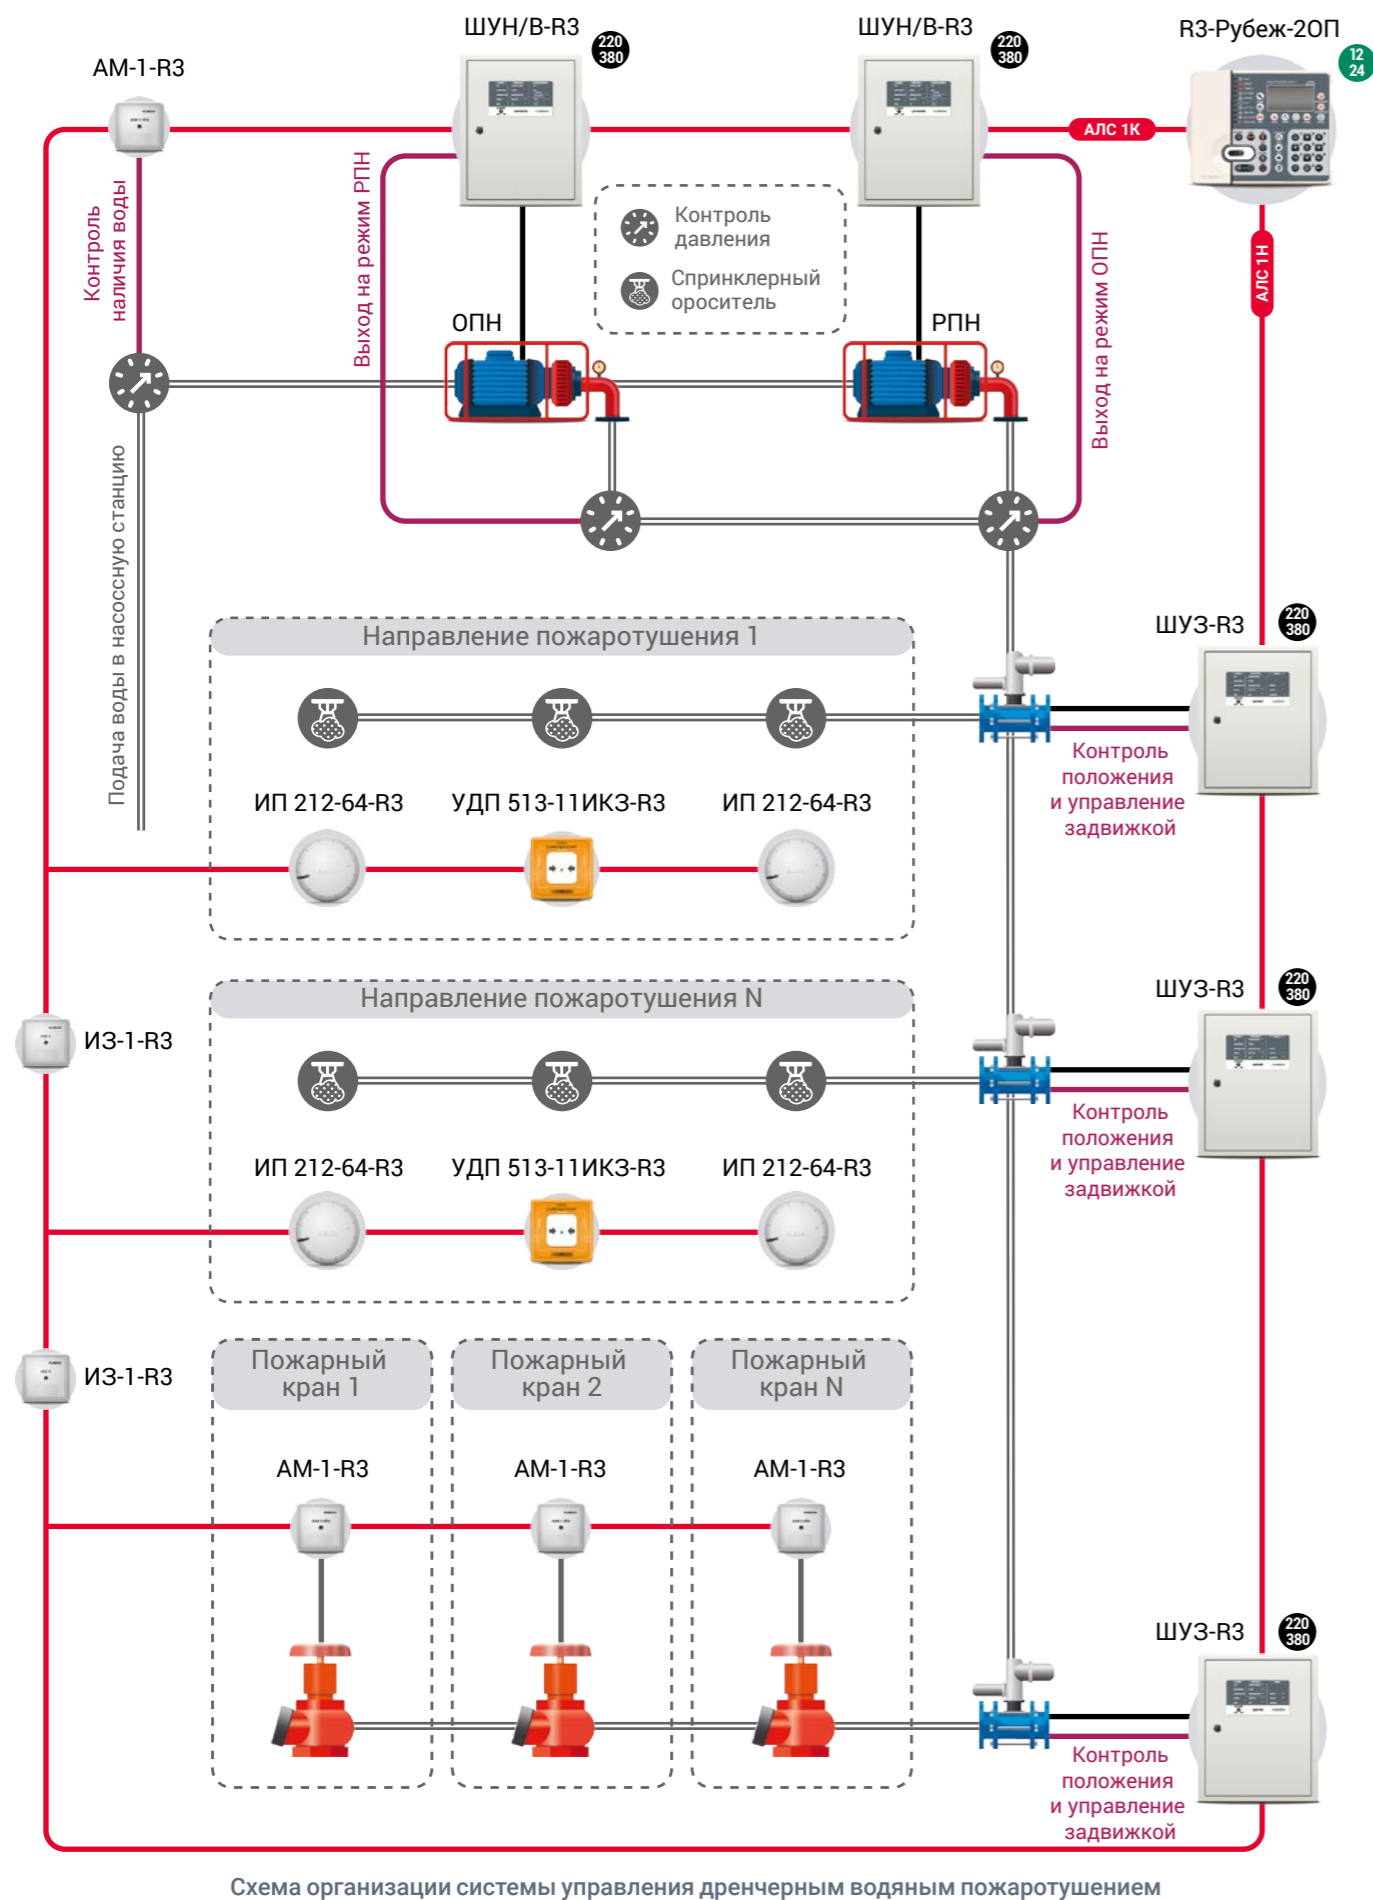 ШУН/В-R3
220
380
ШУН/В-R3
220
380
R3-Рубеж-2ОП
12
24
АМ-1-R3
АЛС 1К
Контроль
наличия воды
Выход на режим РПН
Контроль
давления
Спринклерный
ороситель
Выход на режим ОПН
АЛС 1Н
ОПН
РПН
Подача воды в насосную станцию
Направление пожаротушения 1
ШУЗ-R3
220
380
Контроль
положения
и управление
задвижкой
ИП 212-64-R3
УДП 513-11ИКЗ-R3
ИП 212-64-R3
Направление пожаротушения N
ШУЗ-R3
220
380
ИЗ-1-R3
Контроль
положения
и управление
задвижкой
ИП 212-64-R3
УДП 513-11ИКЗ-R3
ИП 212-64-R3
ИЗ-1-R3
Пожарный
кран 1
Пожарный
кран 2
Пожарный
кран N
АМ-1-R3
АМ-1-R3
АМ-1-R3
ШУЗ-R3
220
380
Контроль
положения
и управление
задвижкой
Схема организации системы управления дренчерным водяным пожаротушением